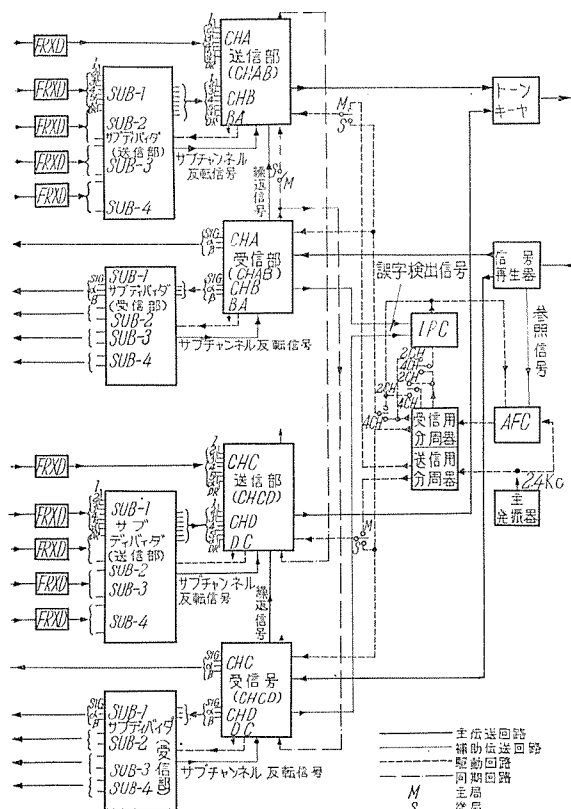 FRXD
CHA
送信部
(CHAB)
CHB
BA
FRXD
FRXD
FRXD
FRXD
SUB-1
SUB-2
サブディバイダ
(送信部)
SUB-3
SUB-4
サブチャンネル
反転信号
繰返信号
S
M
M
S
トーン
キーヤ
CHA
受信部
(CHAB)
CHB
BA
SIG
α
β
SIG
α
β
SUB-1
サブディバイダ
(受信部)
SUB-2
SUB-3
SUB-4
サブチャンネル反転信号
誤字検出信号
信号
再生器
参照信号
IPC
2CH
4CH
2CH
4CH
2CH
4CH
受信用
分周器
送信用
分周器
AFC
2.4Kc
主
発振器
FRXD
CHC
送信部
(CHCD)
CHD
DC
FRXD
FRXD
FRXD
FRXD
SUB-1
サブ
ディバイダ
(送信部)
SUB-2
SUB-3
SUB-4
サブチャンネル
反転信号
繰返信号
M
S
CHC
受信号
(CHCD)
CHD
DC
SIG
α
β
SIG
α
β
SUB-1
サブディバイダ
SUB-2
(受信部)
SUB-3
SUB-4
サブチャンネル反転信号
主伝送回路
補助伝送回路
駆動回路
同期回路
M 主局
S 従局